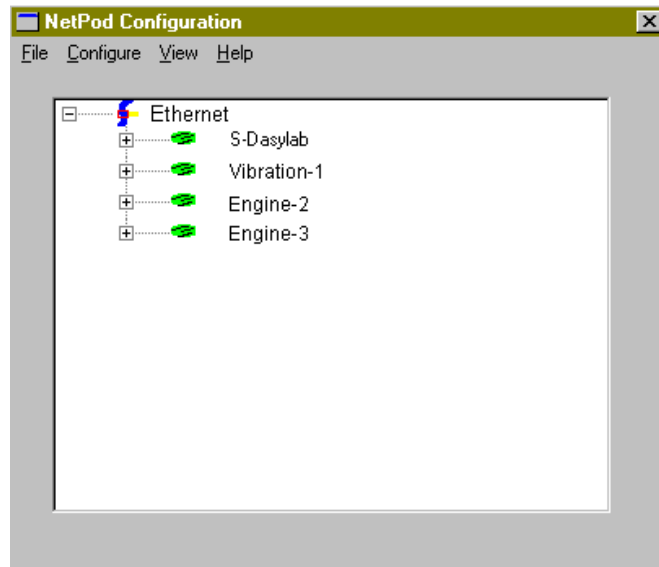 NetPod Configuration
File Configure View Help
Ethernet
S-Dasylab
Vibration-1
Engine-2
Engine-3